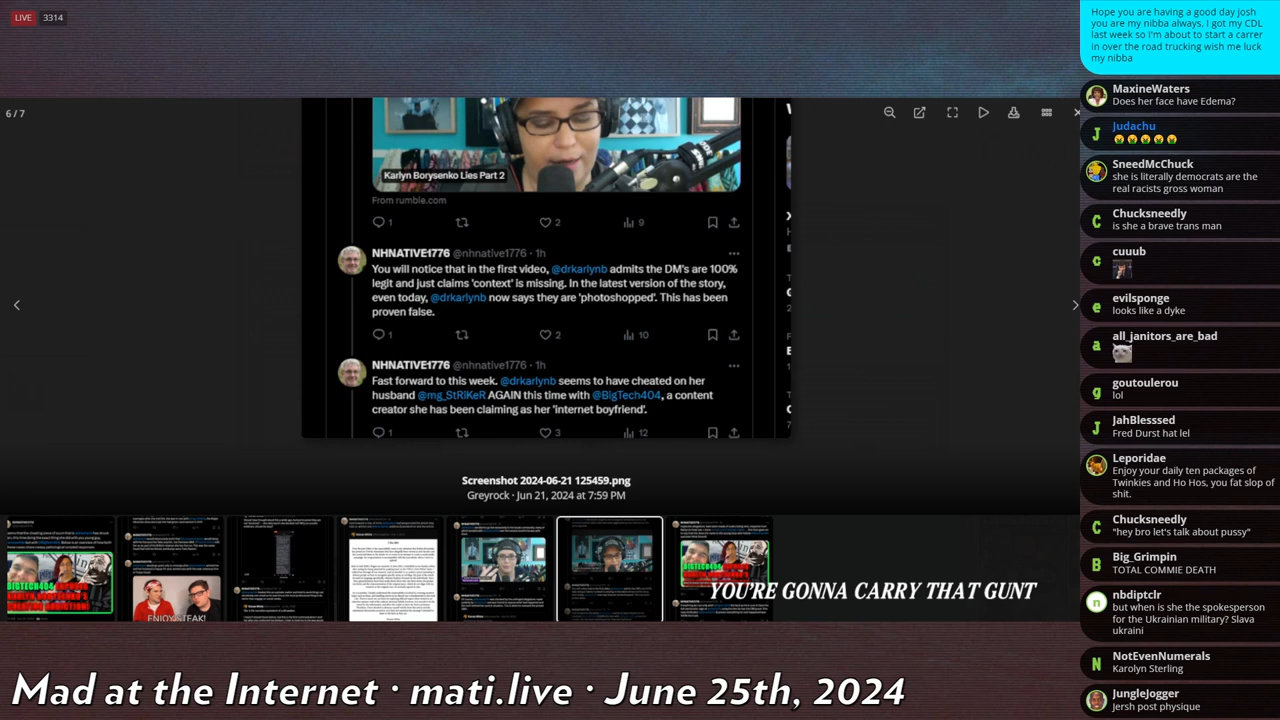 LIVE 3314
6 / 7
Karlyn Borysenko Lies Part 2
From rumble.com
1 2 9
NHNATIVE1776 @nhnative1776 · 1h
You will notice that in the first video, @drkarlynb admits the DM's are 100%
legit and just claims 'context' is missing. In the latest version of the story,
even today, @drkarlynb now says they are 'photoshopped'. This has been
proven false.
1 2 10
NHNATIVE1776 @nhnative1776 · 1h
Fast forward to this week. @drkarlynb seems to have cheated on her
husband @mg_StRiKeR AGAIN this time with @BigTech404, a content
creator she has been claiming as her 'internet boyfriend'.
1 3 12
Screenshot 2024-06-21 125459.png
Greyrock · Jun 21, 2024 at 7:59 PM
ENJOY STEAK!
YOU'RE GONNA CARRY THAT GUNT
Mad at the Internet · mati.live · June 25th, 2024
Hope you are having a good day josh
you are my nibba always, I got my CDL
last week so i'm about to start a carrer
in over the road trucking wish me luck
my nibba
MaxineWaters
Does her face have Edema?
Judachu
SneedMcChuck
she is literally democrats are the
real racists gross woman
Chucksneedly
is she a brave trans man
cuuub
evilsponge
looks like a dyke
all_janitors_are_bad
goutoulerou
lol
JahBlesssed
Fred Durst hat lel
Leporidae
Enjoy your daily ten packages of
Twinkies and Ho Hos, you fat slop of
shit.
Chucksneedly
"hey bro let's talk about pussy"
Big_Grimpin
TOTAL COMMIE DEATH
nbdiptclr
for the Ukrainian military? Slava
ukraini
NotEvenNumerals
Karolyn Sterling
JungleJogger
Jersh post physique